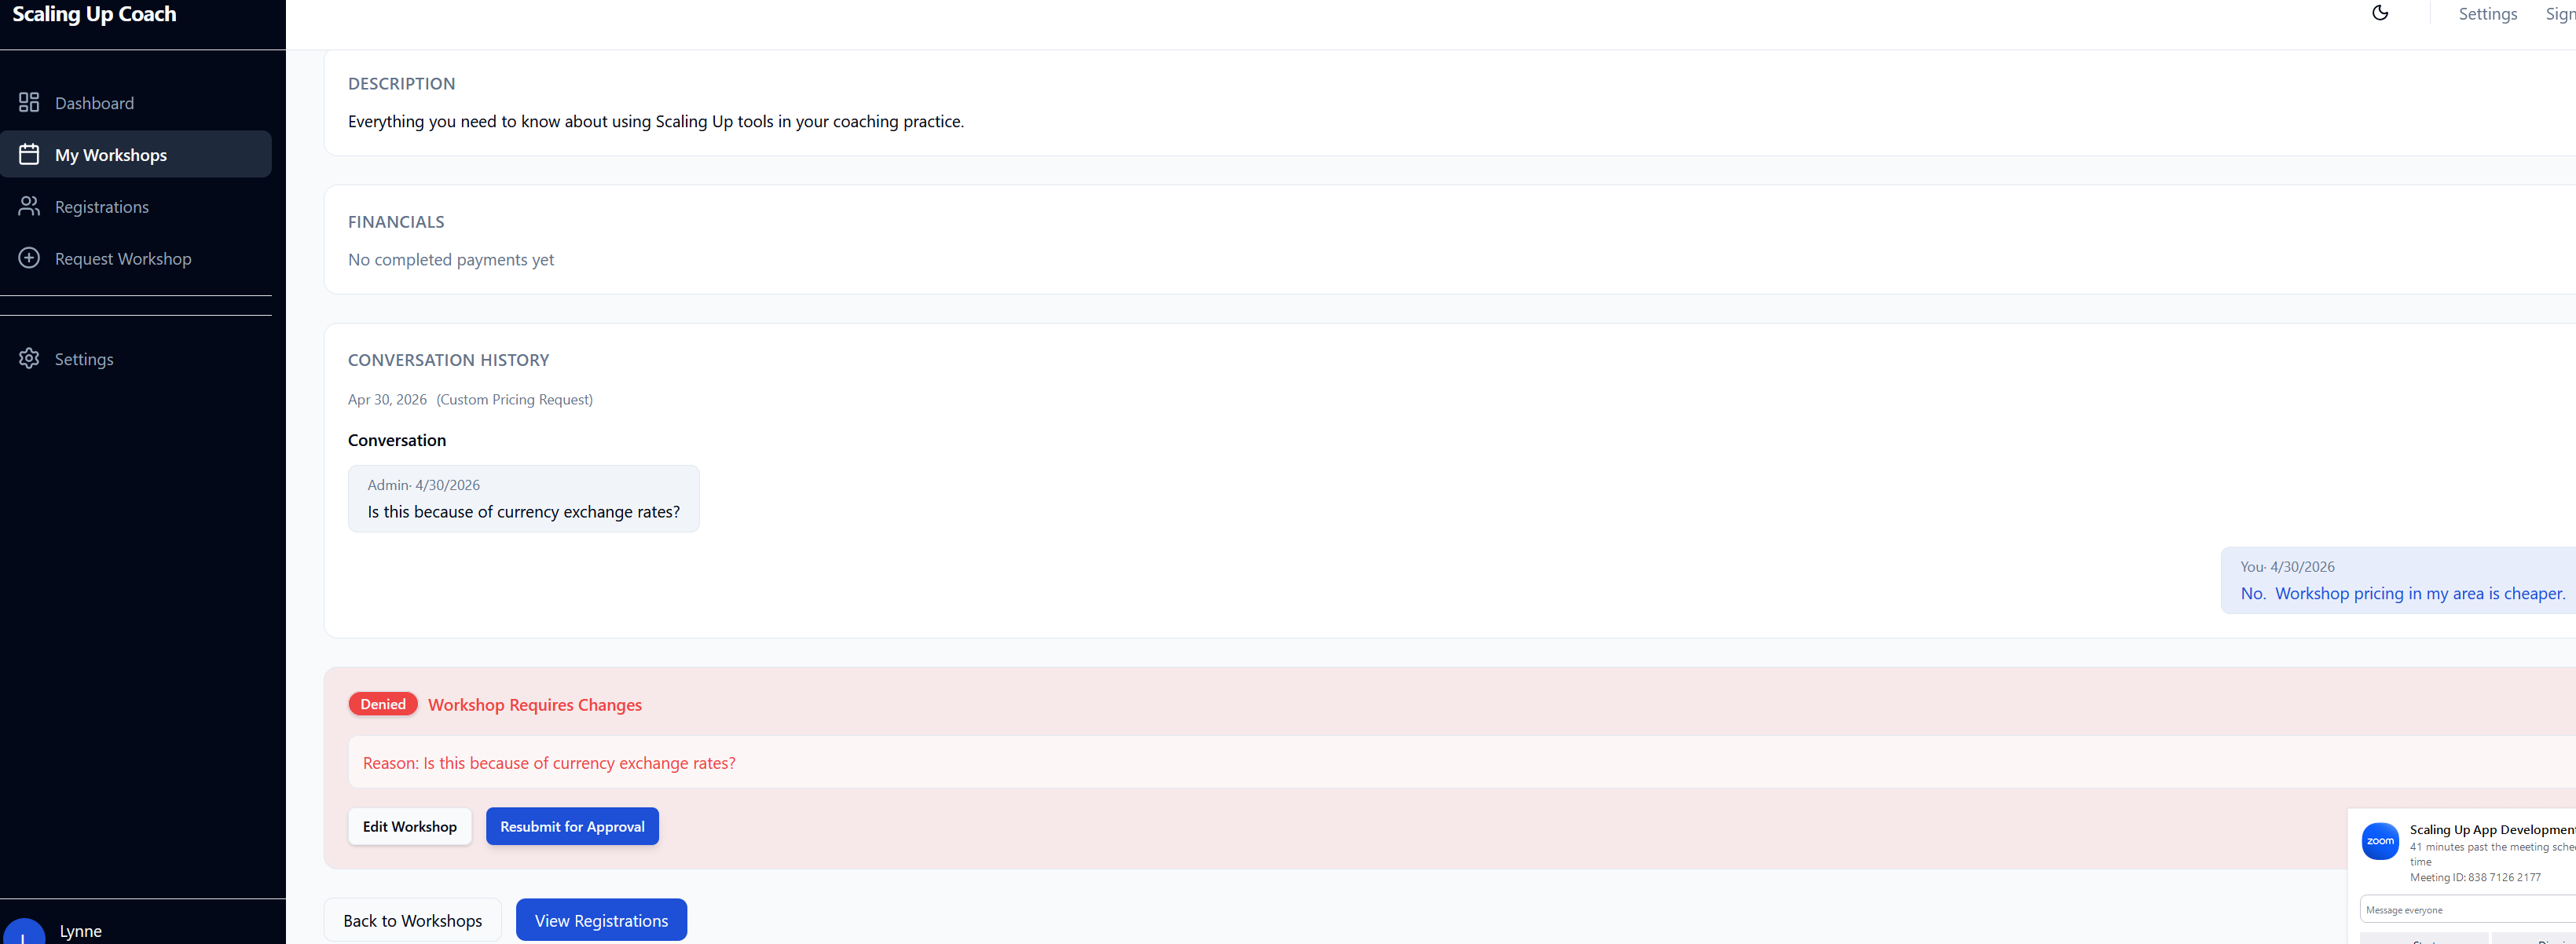 Scaling Up Coach
Settings
Dashboard
My Workshops
Registrations
Request Workshop
Settings
DESCRIPTION
Everything you need to know about using Scaling Up tools in your coaching practice.
FINANCIALS
No completed payments yet
CONVERSATION HISTORY
Apr 30, 2026 (Custom Pricing Request)
Conversation
Admin· 4/30/2026
Is this because of currency exchange rates?
You· 4/30/2026
No.  Workshop pricing in my area is cheaper.
Denied Workshop Requires Changes
Reason: Is this because of currency exchange rates?
Edit Workshop
Resubmit for Approval
Back to Workshops
View Registrations
Lynne
zoom
Scaling Up App Development
41 minutes past the meeting
time
Meeting ID: 838 7126 2177
Message everyone